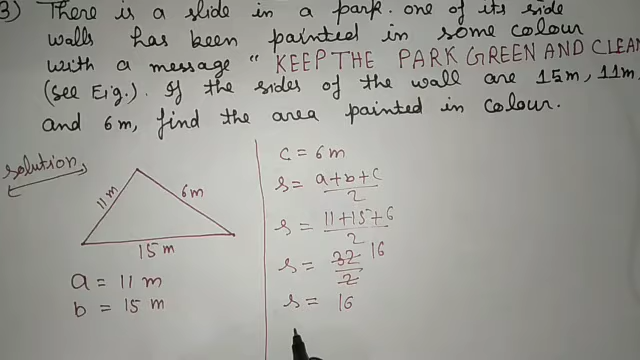 3) There is a slide in a park. one of its side
walls has been painted in some colour
with a message " KEEP THE PARK GREEN AND CLEAN
(see Fig.). If the sides of the wall are 15m, 11m,
and 6m, find the area painted in colour.
solution
11 m
6 m
15 m
a = 11 m
b = 15 m
c = 6 m
s = a+b+c/2
s = 11+15+6/2
s = 32/2 16
s = 16